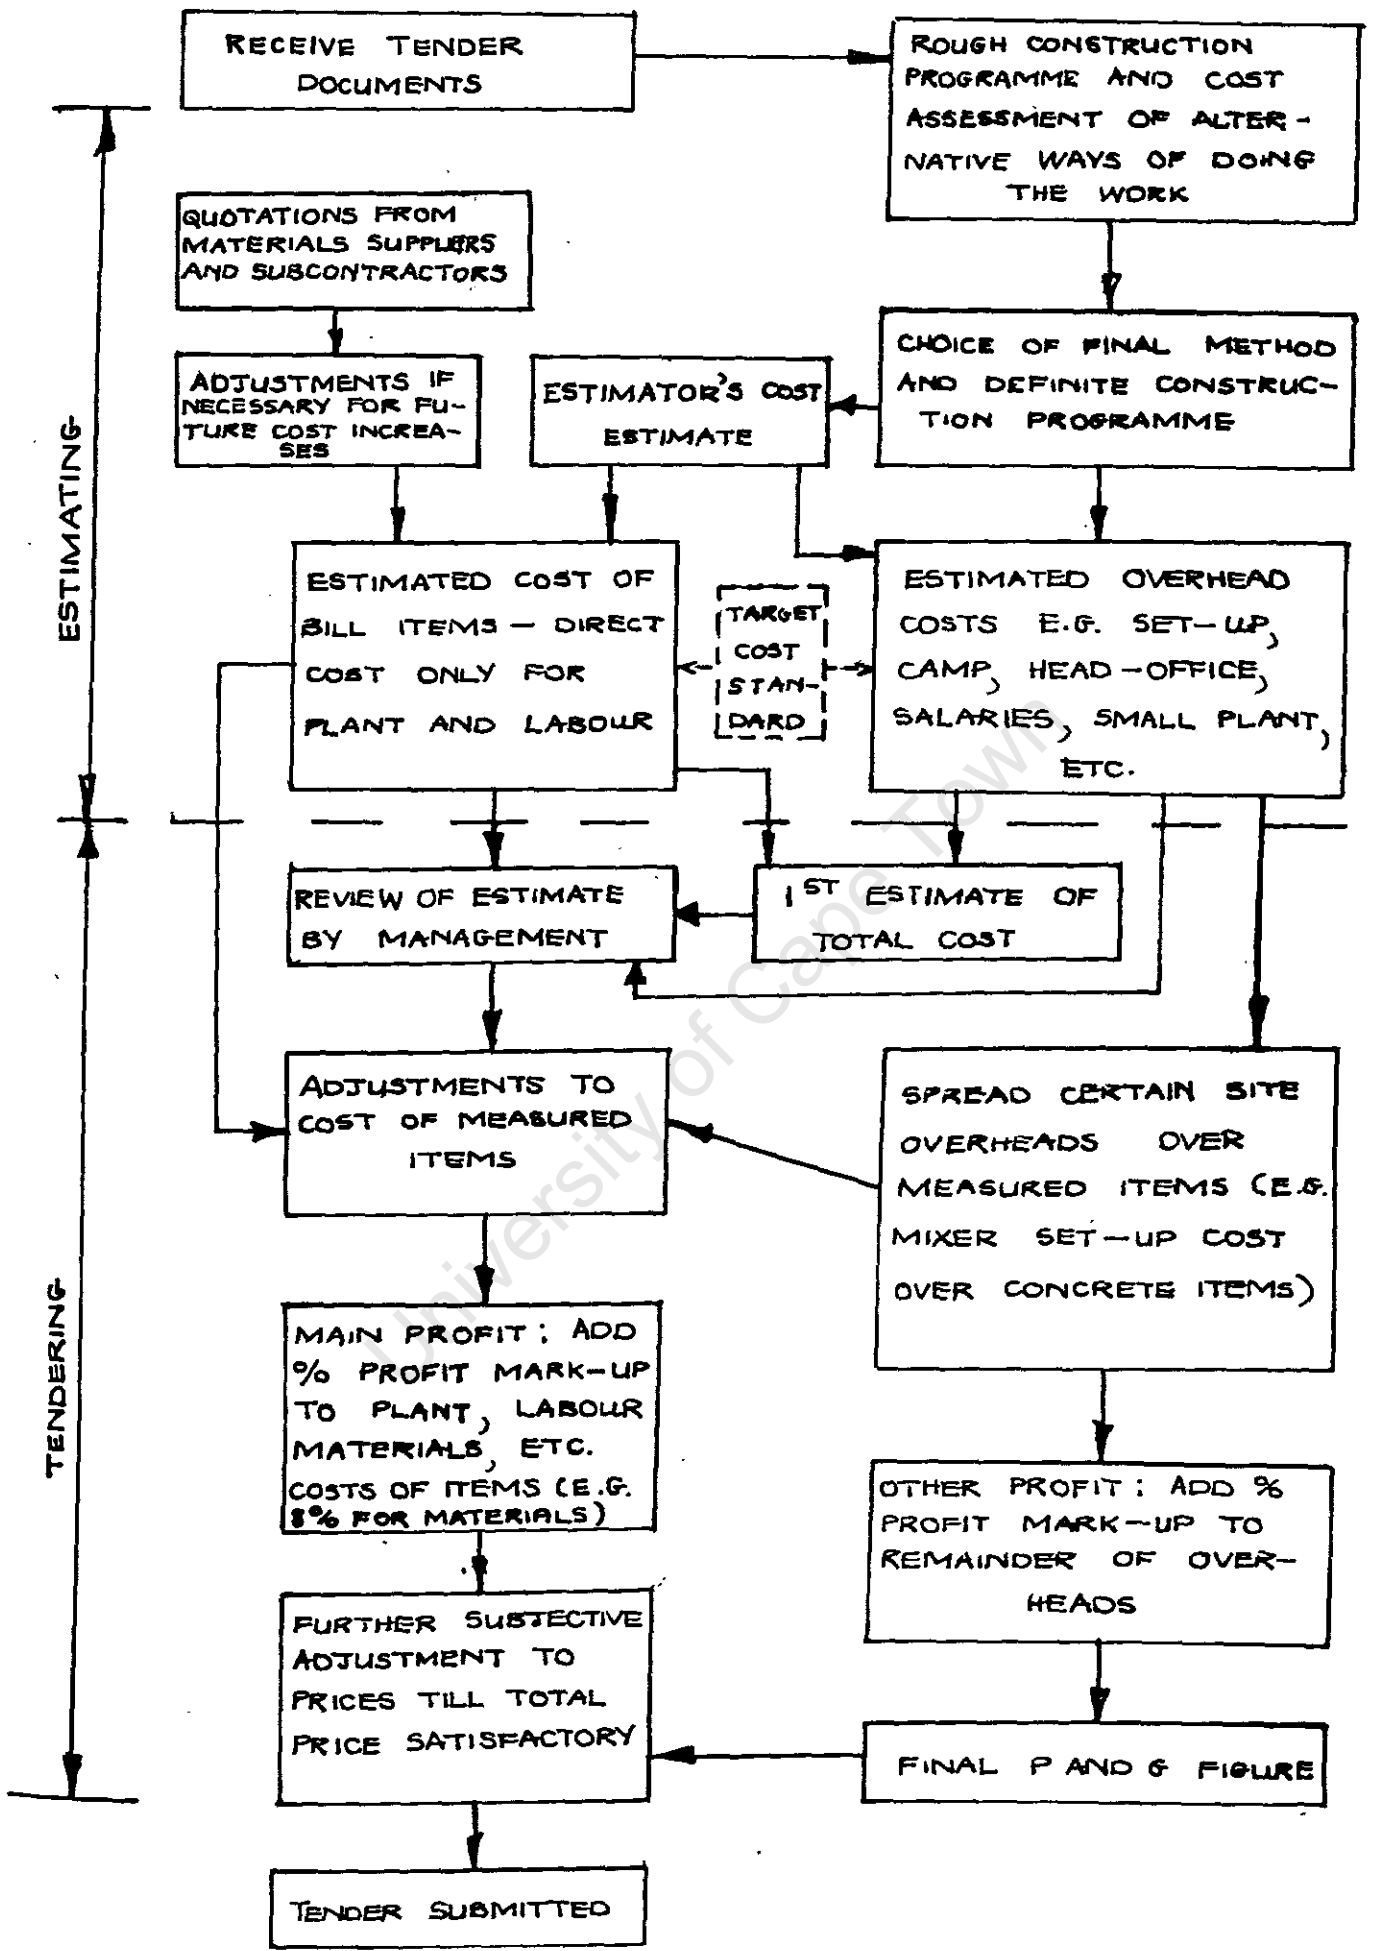 RECEIVE TENDER
DOCUMENTS
ROUGH CONSTRUCTION
PROGRAMME AND COST
ASSESSMENT OF ALTER-
NATIVE WAYS OF DOING
THE WORK
QUOTATIONS FROM
MATERIALS SUPPLIERS
AND SUBCONTRACTORS
CHOICE OF FINAL METHOD
AND DEFINITE CONSTRUC-
TION PROGRAMME
ADJUSTMENTS IF
NECESSARY FOR FU-
TURE COST INCREA-
SES
ESTIMATOR'S COST
ESTIMATE
ESTIMATING
ESTIMATED COST OF
BILL ITEMS - DIRECT
COST ONLY FOR
PLANT AND LABOUR
TARGET
COST
STAN-
DARD
ESTIMATED OVERHEAD
COSTS E.G. SET-UP,
CAMP, HEAD-OFFICE,
SALARIES, SMALL PLANT,
ETC.
REVIEW OF ESTIMATE
BY MANAGEMENT
1ST ESTIMATE OF
TOTAL COST
ADJUSTMENTS TO
COST OF MEASURED
ITEMS
SPREAD CERTAIN SITE
OVERHEADS OVER
MEASURED ITEMS (E.G.
MIXER SET-UP COST
OVER CONCRETE ITEMS)
TENDERING
MAIN PROFIT: ADD
% PROFIT MARK-UP
TO PLANT, LABOUR
MATERIALS, ETC.
COSTS OF ITEMS (E.G.
8% FOR MATERIALS)
OTHER PROFIT: ADD %
PROFIT MARK-UP TO
REMAINDER OF OVER-
HEADS
FURTHER SUBJECTIVE
ADJUSTMENT TO
PRICES TILL TOTAL
PRICE SATISFACTORY
FINAL P AND G FIGURE
TENDER SUBMITTED
University of Cape Town